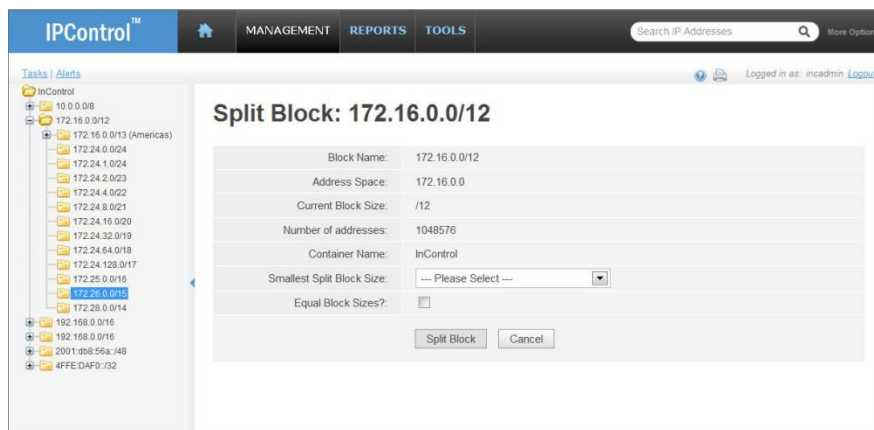 IPControl™
MANAGEMENT REPORTS TOOLS
Search IP Addresses
More Option
Tasks | Alerts
Logged in as: incadmin Logou
InControl
10.0.0.0/8
172.16.0.0/12
172.16.0.0/13 (Americas)
172.24.0.0/24
172.24.1.0/24
172.24.2.0/23
172.24.4.0/22
172.24.8.0/21
172.24.16.0/20
172.24.32.0/19
172.24.64.0/18
172.24.128.0/17
172.25.0.0/16
172.26.0.0/15
172.28.0.0/14
192.168.0.0/16
192.168.0.0/16
2001:db8:56a::/48
4FFE:DAF0::/32
Split Block: 172.16.0.0/12
Block Name: 172.16.0.0/12
Address Space: 172.16.0.0
Current Block Size: /12
Number of addresses: 1048576
Container Name: InControl
Smallest Split Block Size: --- Please Select ---
Equal Block Sizes?:
Split Block Cancel